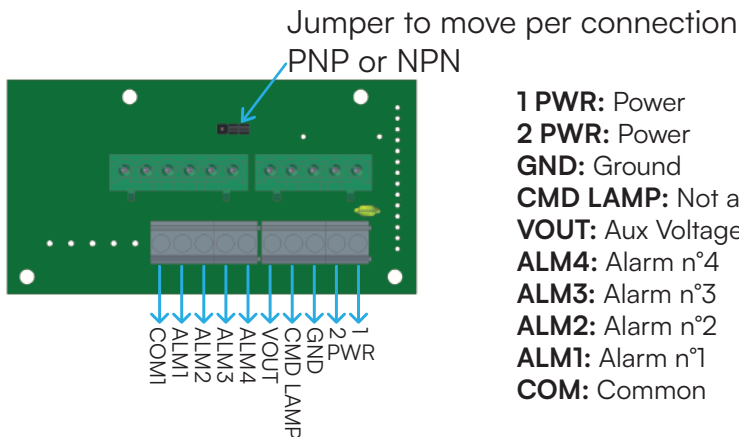 Jumper to move per connection
PNP or NPN
1 PWR: Power
2 PWR: Power
GND: Ground
CMD LAMP: Not a
VOUT: Aux Voltage
ALM4: Alarm n°4
ALM3: Alarm n°3
ALM2: Alarm n°2
ALM1: Alarm n°1
COM: Common
COM1
ALM1
ALM2
ALM3
ALM4
VOUT
CMD LAMP
GND
2
1
PWR